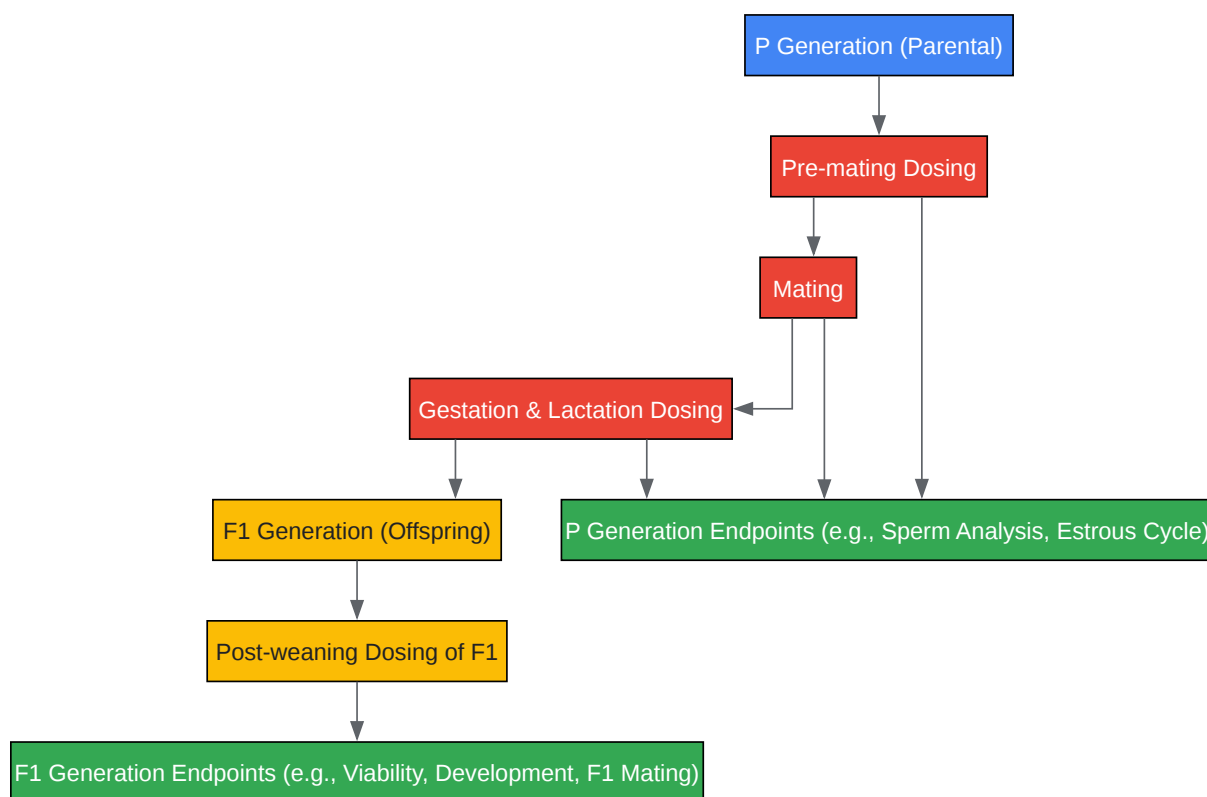 P Generation (Parental)
Pre-mating Dosing
Mating
Gestation & Lactation Dosing
F1 Generation (Offspring)
P Generation Endpoints (e.g., Sperm Analysis, Estrous Cycle)
Post-weaning Dosing of F1
F1 Generation Endpoints (e.g., Viability, Development, F1 Mating)